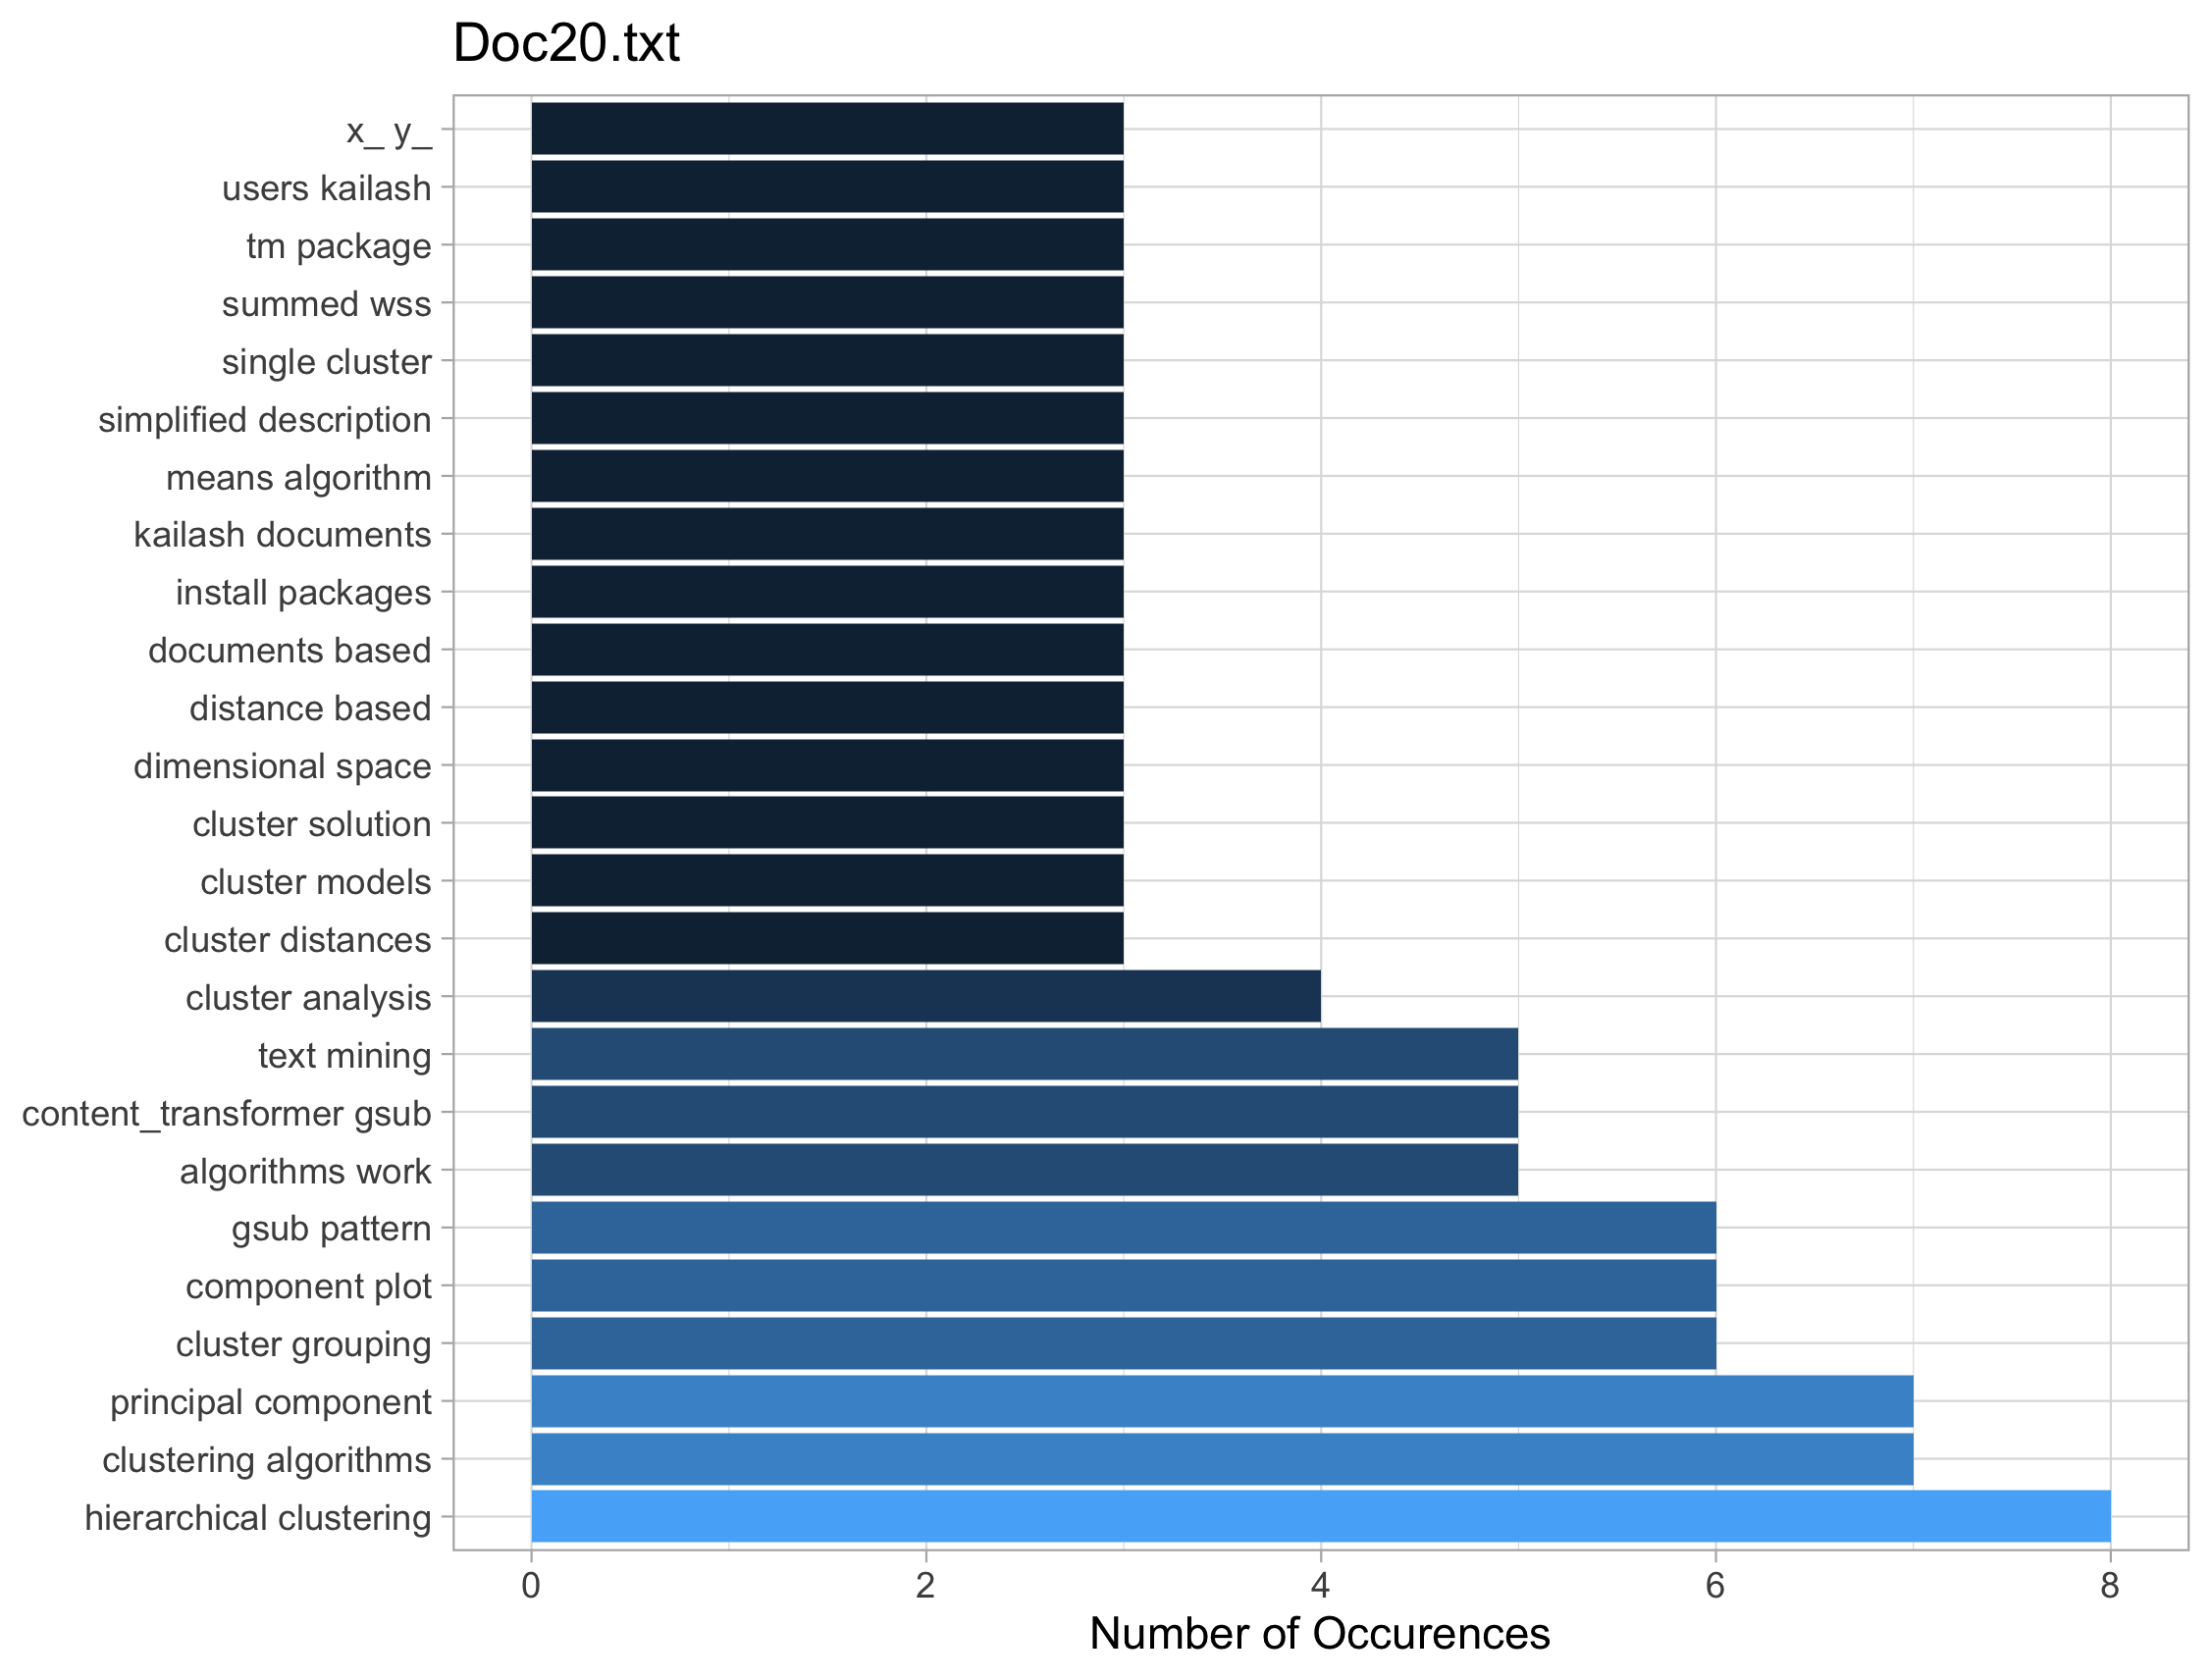 Doc20.txt
x_ y_
users kailash
tm package
summed wss
single cluster
simplified description
means algorithm
kailash documents
install packages
documents based
distance based
dimensional space
cluster solution
cluster models
cluster distances
cluster analysis
text mining
content_transformer gsub
algorithms work
gsub pattern
component plot
cluster grouping
principal component
clustering algorithms
hierarchical clustering
0 2 4 6 8
Number of Occurences